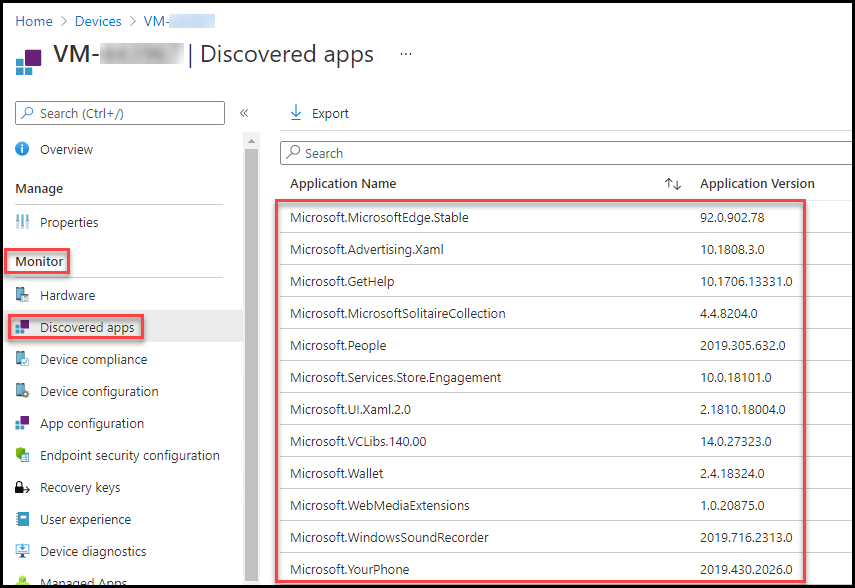 Home > Devices > VM-
VM- | Discovered apps ...
Search (Ctrl+/) «
Overview
Manage
Properties
Monitor
Hardware
Discovered apps
Device compliance
Device configuration
App configuration
Endpoint security configuration
Recovery keys
User experience
Device diagnostics
Managed Apps
Export
Search
Application Name Application Version
Microsoft.MicrosoftEdge.Stable 92.0.902.78
Microsoft.Advertising.Xaml 10.1808.3.0
Microsoft.GetHelp 10.1706.13331.0
Microsoft.MicrosoftSolitaireCollection 4.4.8204.0
Microsoft.People 2019.305.632.0
Microsoft.Services.Store.Engagement 10.0.18101.0
Microsoft.UI.Xaml.2.0 2.1810.18004.0
Microsoft.VCLibs.140.00 14.0.27323.0
Microsoft.Wallet 2.4.18324.0
Microsoft.WebMediaExtensions 1.0.20875.0
Microsoft.WindowsSoundRecorder 2019.716.2313.0
Microsoft.YourPhone 2019.430.2026.0